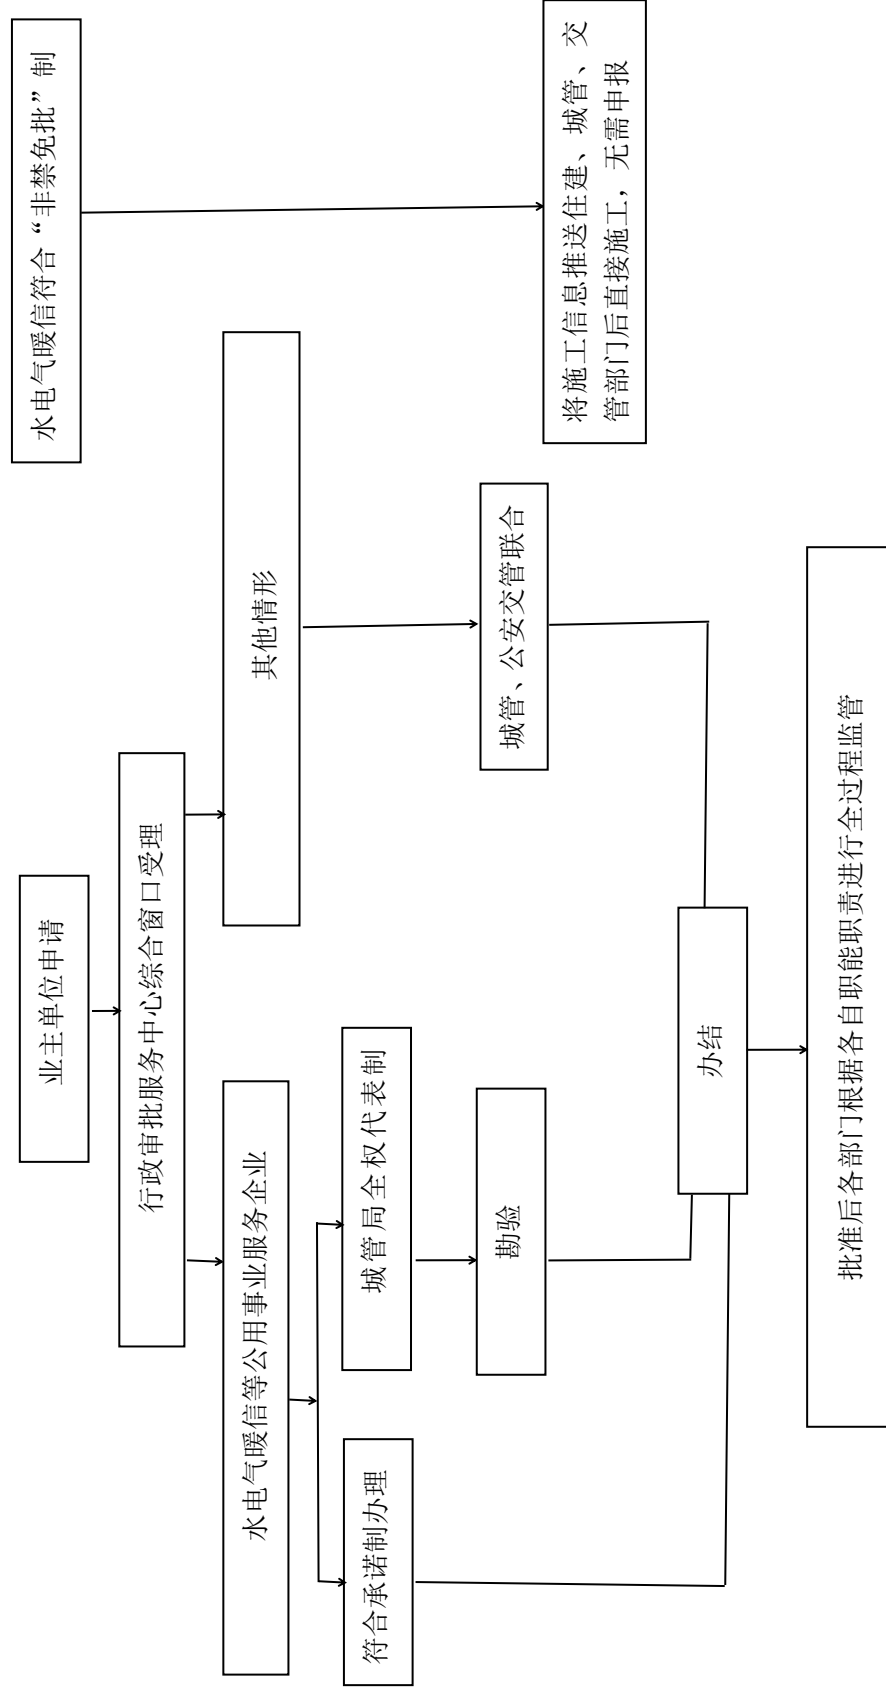 业主单位申请
水电气暖信符合“非禁免批”制
行政审批服务中心综合窗口受理
水电气暖信等公用事业服务企业
其他情形
符合承诺制办理
城管局全权代表制
勘验
城管、公安交管联合
将施工信息推送住建、城管、交
管部门后直接施工，无需申报
办结
批准后各部门根据各自职能职责进行全过程监管